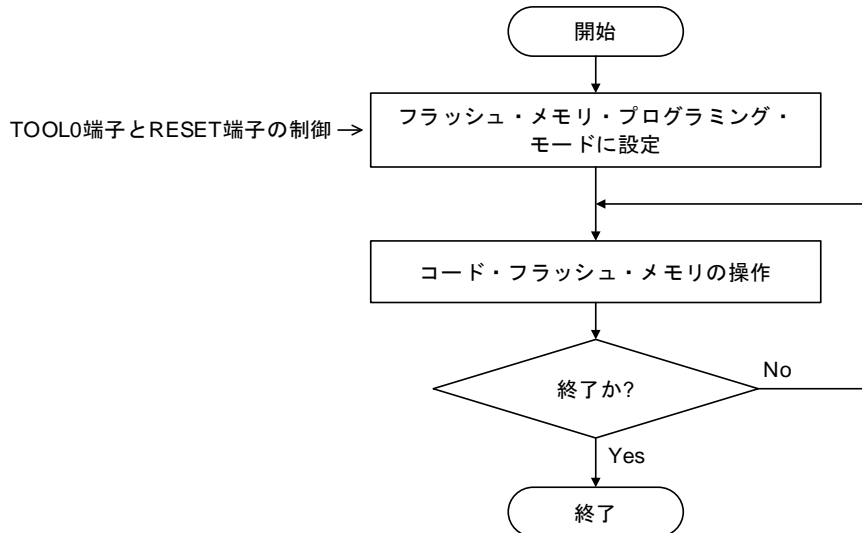 開始
TOOL0端子とRESET端子の制御→
フラッシュ・メモリ・プログラミング・
モードに設定
コード・フラッシュ・メモリの操作
終了か?
No
Yes
終了